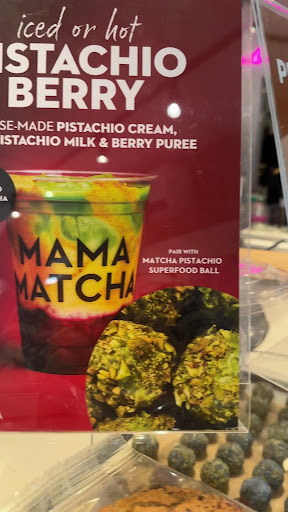 iced or hot
ISTACHIO
BERRY
SE-MADE PISTACHIO CREAM,
ISTACHIO MILK & BERRY PUREE
MAMA
MATCHA
PAIR WITH
MATCHA PISTACHIO
SUPERFOOD BALL